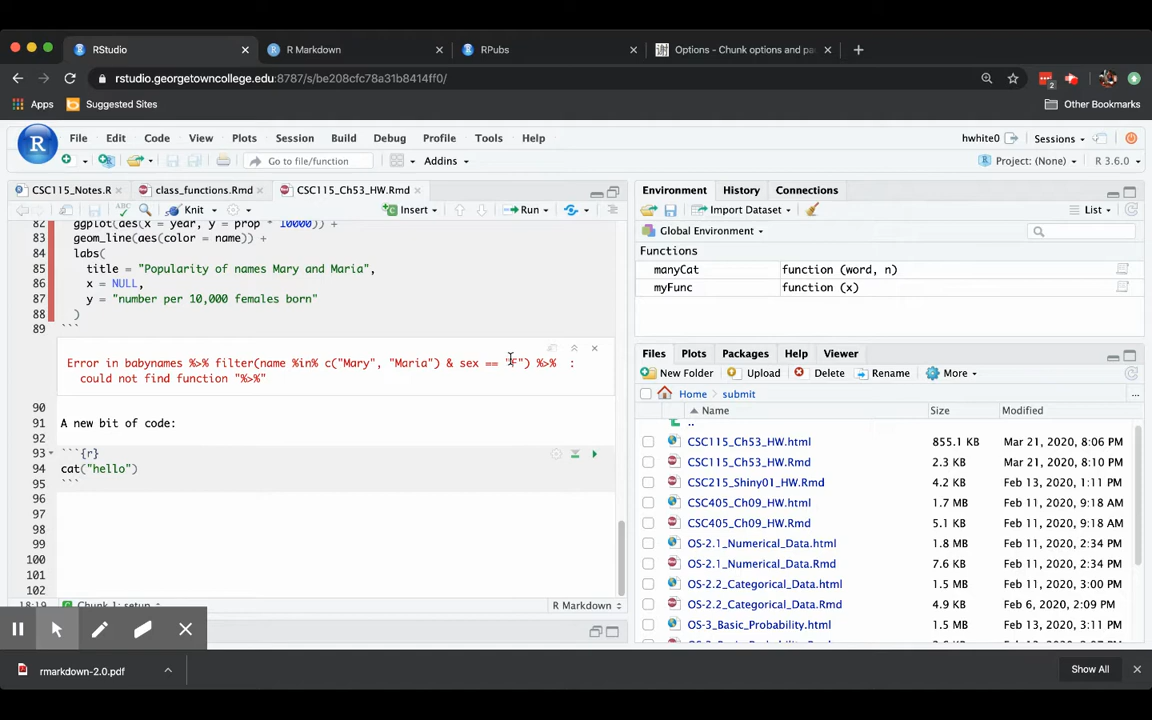 RStudio
R Markdown
RPubs
Options - Chunk options and pa
rstudio.georgetowncollege.edu:8787/s/be208cfc78a31b8414ff0/
2
Apps
Suggested Sites
Other Bookmarks
R
File Edit Code View Plots Session Build Debug Profile Tools Help
hwhite0
Sessions
Go to file/function
Addins
Project: (None)
R 3.6.0
CSC115_Notes.R
class_functions.Rmd
CSC115_Ch53_HW.Rmd
Knit
Insert
Run
82 ggplot(aes(x = year, y = prop * 10000)) +
83 geom_line(aes(color = name)) +
84 labs(
85 title = "Popularity of names Mary and Maria",
86 x = NULL,
87 y = "number per 10,000 females born"
88 )
89 ```
Error in babynames %>% filter(name %in% c("Mary", "Maria") & sex == "F") %>% :
could not find function "%>%"
90
91 A new bit of code:
92
93 ```{r}
94 cat("hello")
95 ```
96
97
98
99
100
101
102
18:19 Chunk 1: setup
R Markdown
Environment History Connections
Import Dataset
List
Global Environment
Functions
manyCat function (word, n)
myFunc function (x)
Files Plots Packages Help Viewer
New Folder Upload Delete Rename More
Home submit ...
Name Size Modified
..
CSC115_Ch53_HW.html 855.1 KB Mar 21, 2020, 8:06 PM
CSC115_Ch53_HW.Rmd 2.3 KB Mar 21, 2020, 8:10 PM
CSC215_Shiny01_HW.Rmd 4.2 KB Feb 13, 2020, 1:11 PM
CSC405_Ch09_HW.html 1.7 MB Feb 11, 2020, 9:18 AM
CSC405_Ch09_HW.Rmd 5.1 KB Feb 11, 2020, 9:18 AM
OS-2.1_Numerical_Data.html 1.8 MB Feb 11, 2020, 2:34 PM
OS-2.1_Numerical_Data.Rmd 7.6 KB Feb 11, 2020, 2:34 PM
OS-2.2_Categorical_Data.html 1.5 MB Feb 11, 2020, 3:00 PM
OS-2.2_Categorical_Data.Rmd 4.9 KB Feb 6, 2020, 2:09 PM
OS-3_Basic_Probability.html 1.5 MB Feb 11, 2020, 3:00 PM
rmarkdown-2.0.pdf
Show All